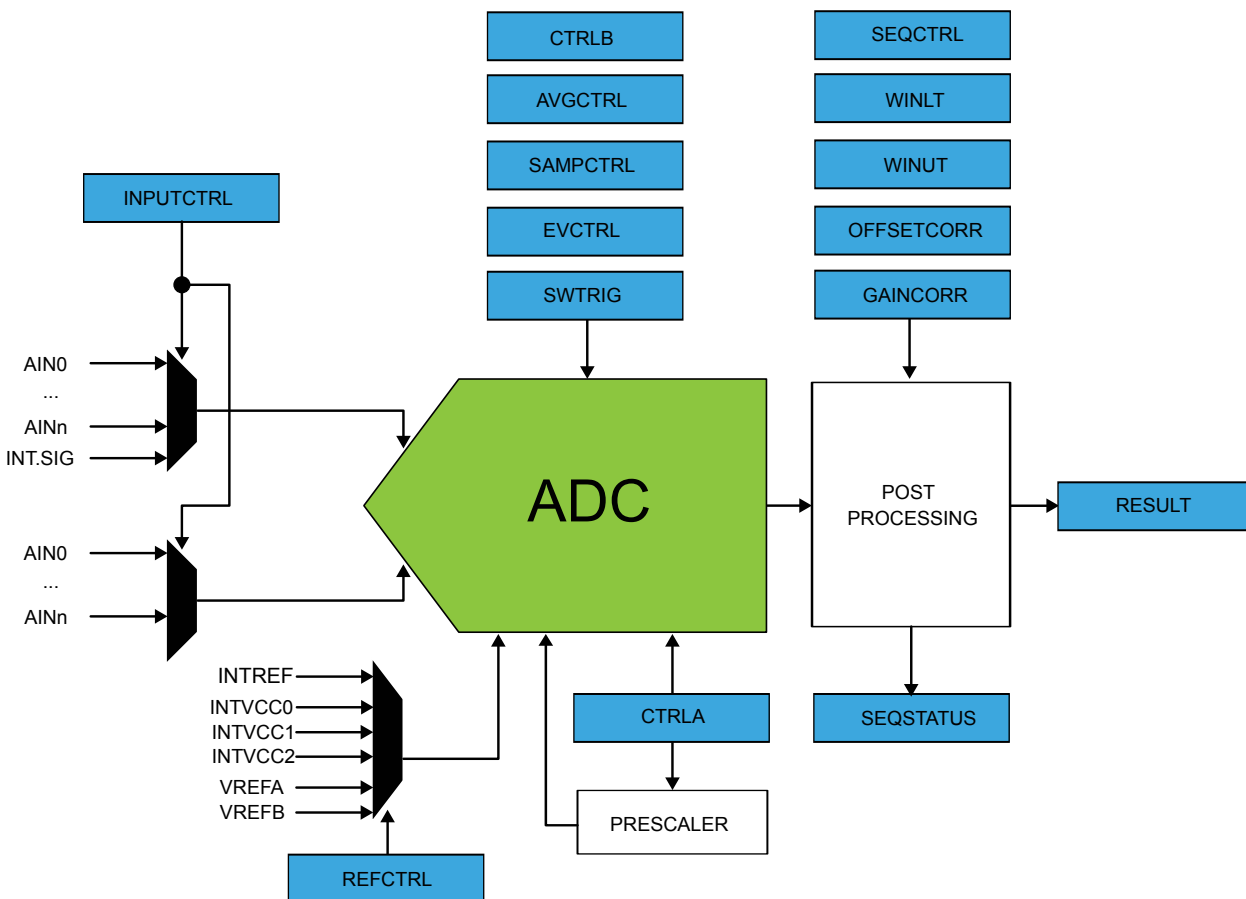 CTRLB
AVGCTRL
SAMPCTRL
EVCTRL
SWTRIG
SEQCTRL
WINLT
WINUT
OFFSETCORR
GAINCORR
INPUTCTRL
AIN0
...
AINn
INT.SIG
AIN0
...
AINn
ADC
POST
PROCESSING
RESULT
INTREF
INTVCC0
INTVCC1
INTVCC2
VREFA
VREFB
CTRLA
SEQSTATUS
PRESCALER
REFCTRL